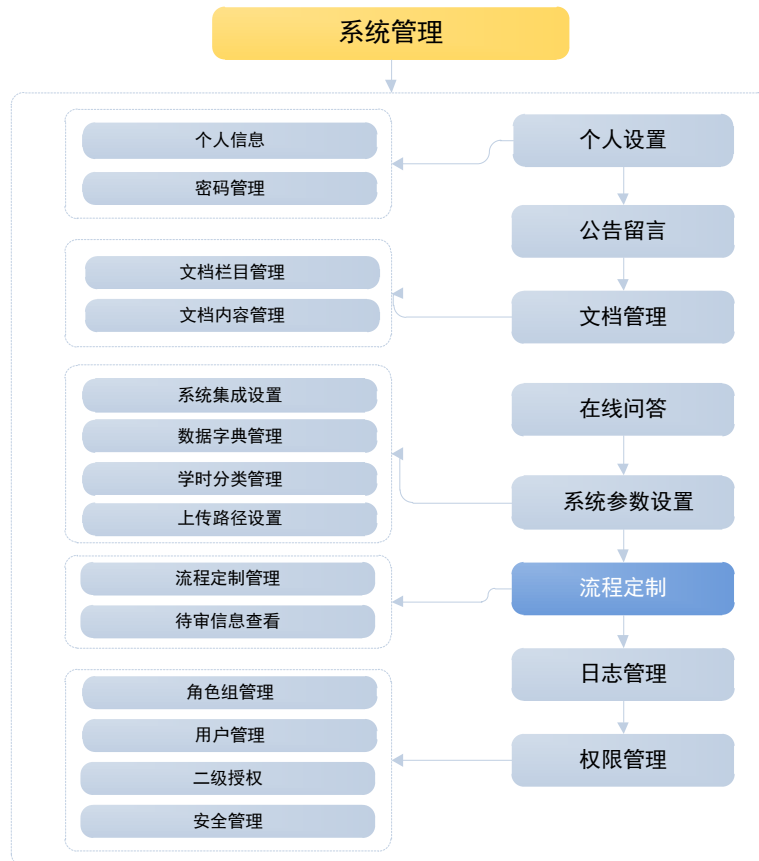 系统管理
个人信息
密码管理
个人设置
公告留言
文档栏目管理
文档内容管理
文档管理
系统集成设置
数据字典管理
学时分类管理
上传路径设置
在线问答
系统参数设置
流程定制管理
待审信息查看
流程定制
日志管理
角色组管理
用户管理
二级授权
安全管理
权限管理